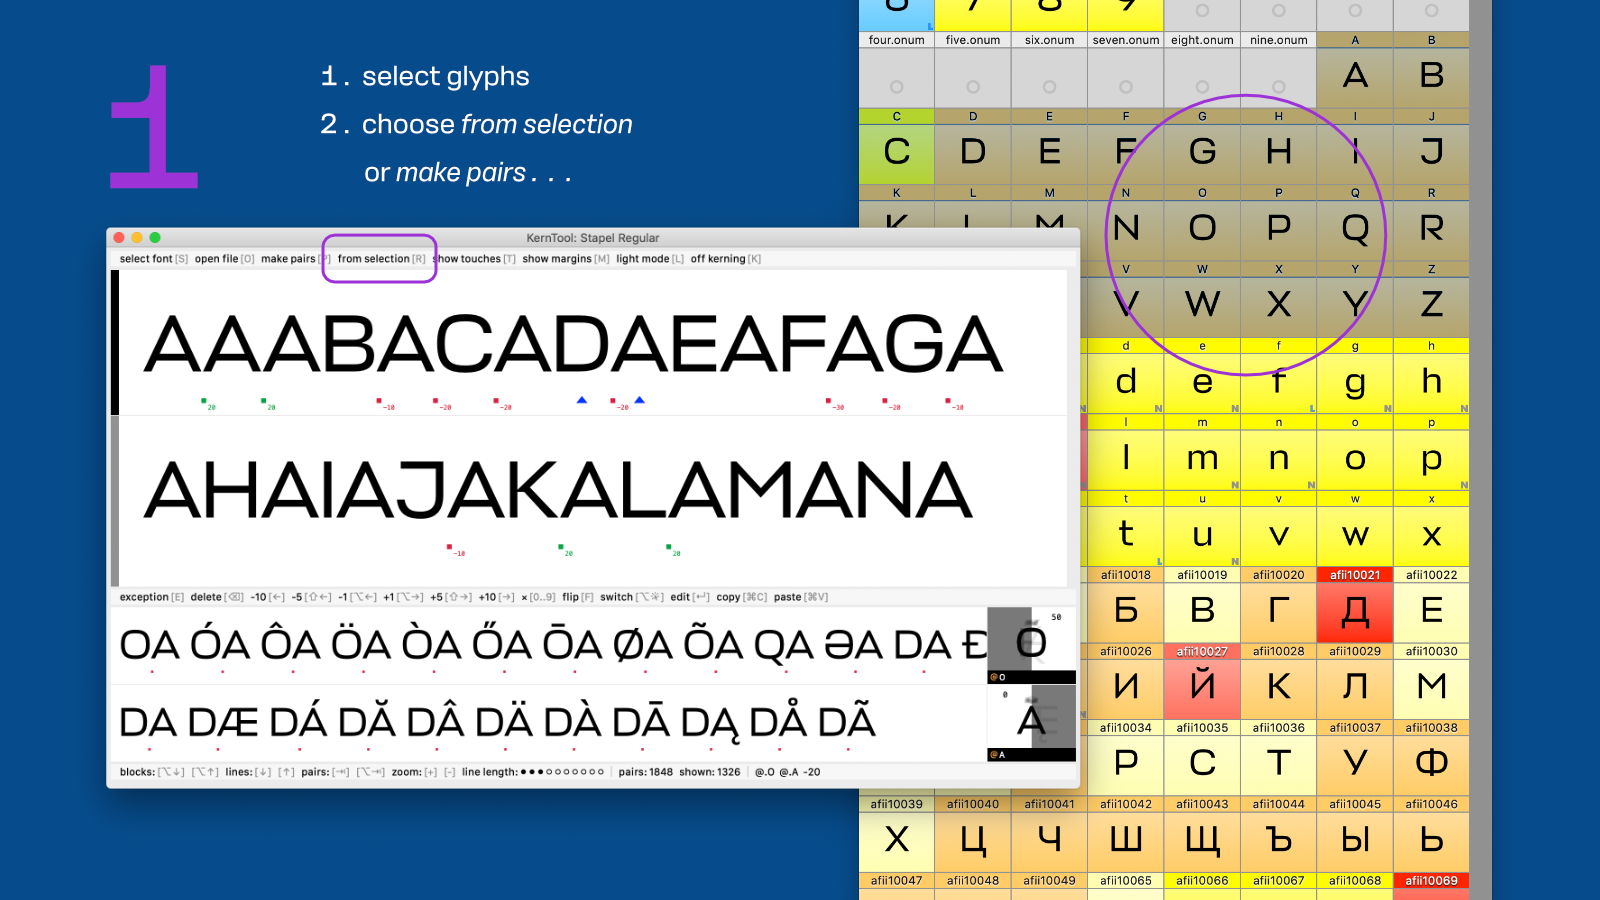 1
1. select glyphs
2. choose from selection
or make pairs . . .
four.onum five.onum six.onum seven.onum eight.onum nine.onum A B
A B
C D E F G H I J
C D E F G H I J
K L M N O P Q R
K L M N O P Q R
V W X Y Z
V W X Y Z
d e f g h
d e f g h
l m n o p
l m n o p
t u v w x
t u v w x
afii10018 afii10019 afii10020 afii10021 afii10022
Б В Г Д Е
afii10026 afii10027 afii10028 afii10029 afii10030
И Й К Л М
afii10034 afii10035 afii10036 afii10037 afii10038
Р С Т У Ф
afii10039 afii10040 afii10041 afii10042 afii10043 afii10044 afii10045 afii10046
Х Ц Ч Ш Щ Ъ Ы Ь
afii10047 afii10048 afii10049 afii10065 afii10066 afii10067 afii10068 afii10069
KernTool: Stapel Regular
select font [S] open file [O] make pairs [P] from selection [R] show touches [T] show margins [M] light mode [L] off kerning [K]
AAABACADAEAFAGA
20 20 -10 -20 -20 -20 -30 -20 -10
AHAIAJAKALAMANA
-10 20 20
exception [E] delete [⌫] -10 [←] -5 [⇧←] -1 [⌥←] +1 [⌥→] +5 [⇧→] +10 [→] × [0..9] flip [F] switch [⌥☀] edit [↵] copy [⌘C] paste [⌘V]
OA ÓA ÔA ÖA ÒA ŐA ŌA ØA ÕA QA ƏA DA Đ
50
O
@O
DA DÆ DÁ DĂ DÂ DÄ DÀ DĀ DĄ DÅ DÃ
0
A
@A
blocks: [⌥↓] [⌥↑] lines: [↓] [↑] pairs: [⇥] [⌥⇥] zoom: [+] [-] line length: ●●●○○○○○○○ pairs: 1848 shown: 1326 @.O @.A -20